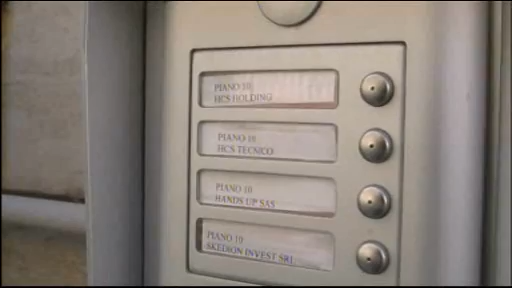 PIANO 10
HCS HOLDING
PIANO 10
HCS TECNICO
PIANO 10
HANDS UP SAS
PIANO 10
SKEDION INVEST SRL